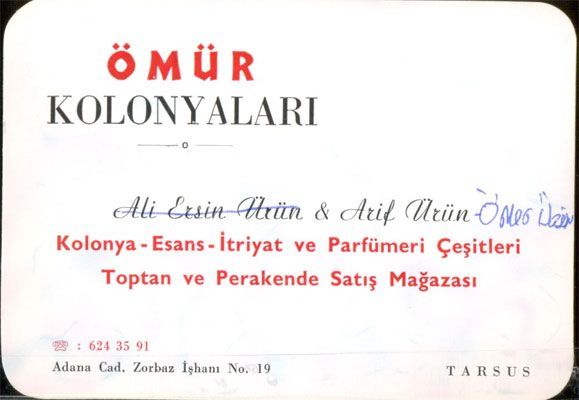 ÖMÜR
KOLONYALARI
Ali Ersin Ürün & Arif Ürün - Ömer
Kolonya - Esans - İtriyat ve Parfümeri Çeşitleri
Toptan ve Perakende Satış Mağazası
☏ : 624 35 91
Adana Cad. Zorbaz İşhanı No. 19
TARSUS